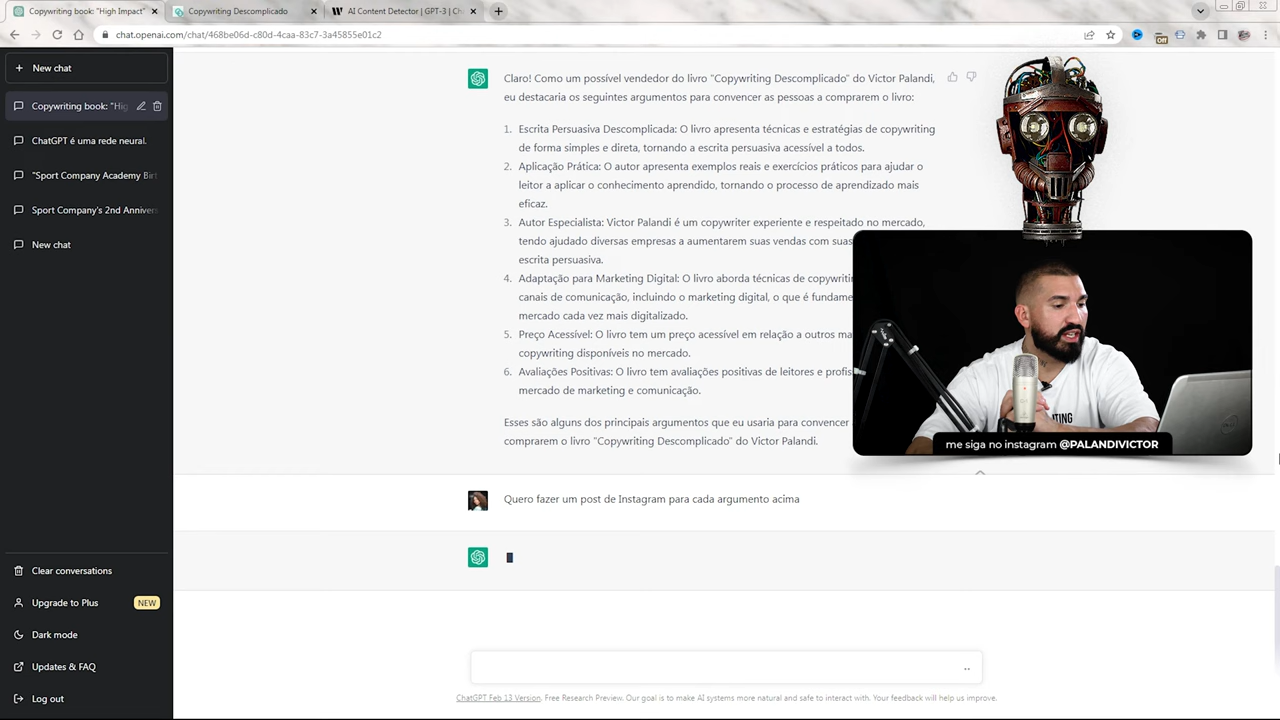 Copywriting book: "High Impact"
Copywriting Descomplicado
AI Content Detector | GPT-3 | Ch
chat.openai.com/chat/468be06d-c80d-4caa-83c7-3a45855e01c2
Off
New chat
Copywriting book: "Hig
ChatGPT é uma rede neural.
"Sport Company Academy Birt
Sport Company's 2nd Annivers
New chat
Claro! Como um possível vendedor do livro "Copywriting Descomplicado" do Victor Palandi,
eu destacaria os seguintes argumentos para convencer as pessoas a comprarem o livro:
1. Escrita Persuasiva Descomplicada: O livro apresenta técnicas e estratégias de copywriting
de forma simples e direta, tornando a escrita persuasiva acessível a todos.
2. Aplicação Prática: O autor apresenta exemplos reais e exercícios práticos para ajudar o
leitor a aplicar o conhecimento aprendido, tornando o processo de aprendizado mais
eficaz.
3. Autor Especialista: Victor Palandi é um copywriter experiente e respeitado no mercado,
tendo ajudado diversas empresas a aumentarem suas vendas com suas
escrita persuasiva.
4. Adaptação para Marketing Digital: O livro aborda técnicas de copywritin
canais de comunicação, incluindo o marketing digital, o que é fundame
mercado cada vez mais digitalizado.
5. Preço Acessível: O livro tem um preço acessível em relação a outros ma
copywriting disponíveis no mercado.
6. Avaliações Positivas: O livro tem avaliações positivas de leitores e profis
mercado de marketing e comunicação.
Esses são alguns dos principais argumentos que eu usaria para convencer
comprarem o livro "Copywriting Descomplicado" do Victor Palandi.
me siga no instagram @PALANDIVICTOR
Quero fazer um post de Instagram para cada argumento acima
Clear conversations
Upgrade to Plus NEW
Dark mode
Updates & FAQ
Log out
ChatGPT Feb 13 Version. Free Research Preview. Our goal is to make AI systems more natural and safe to interact with. Your feedback will help us improve.